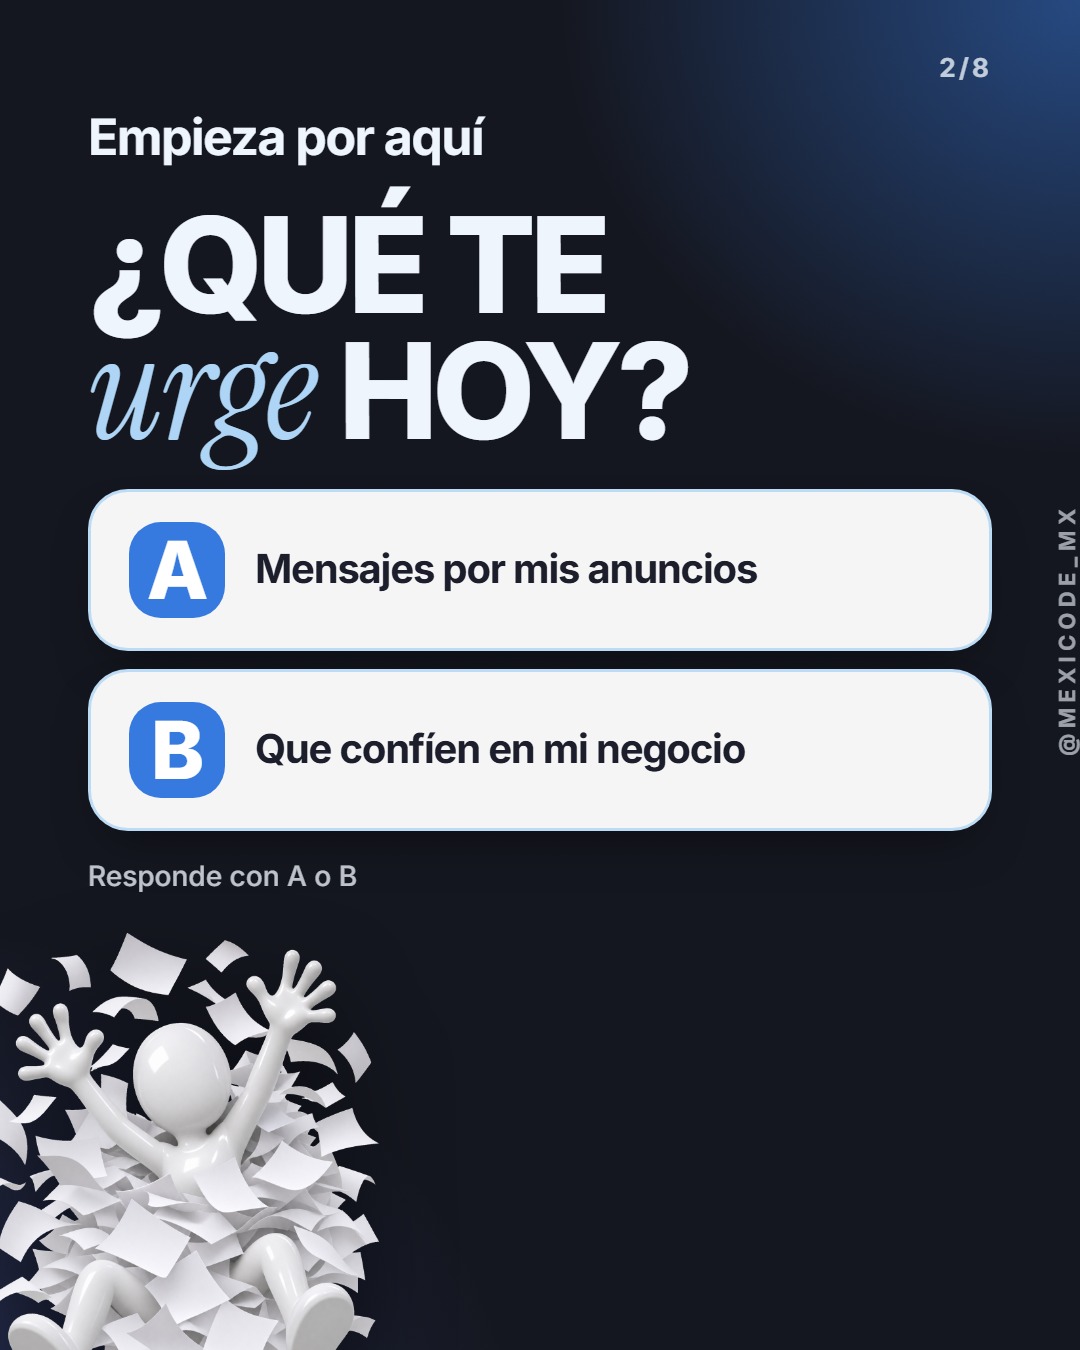 2/8
Empieza por aquí
¿QUÉ TE
urge HOY?
A Mensajes por mis anuncios
B Que confíen en mi negocio
Responde con A o B
@MEXICODE_MX